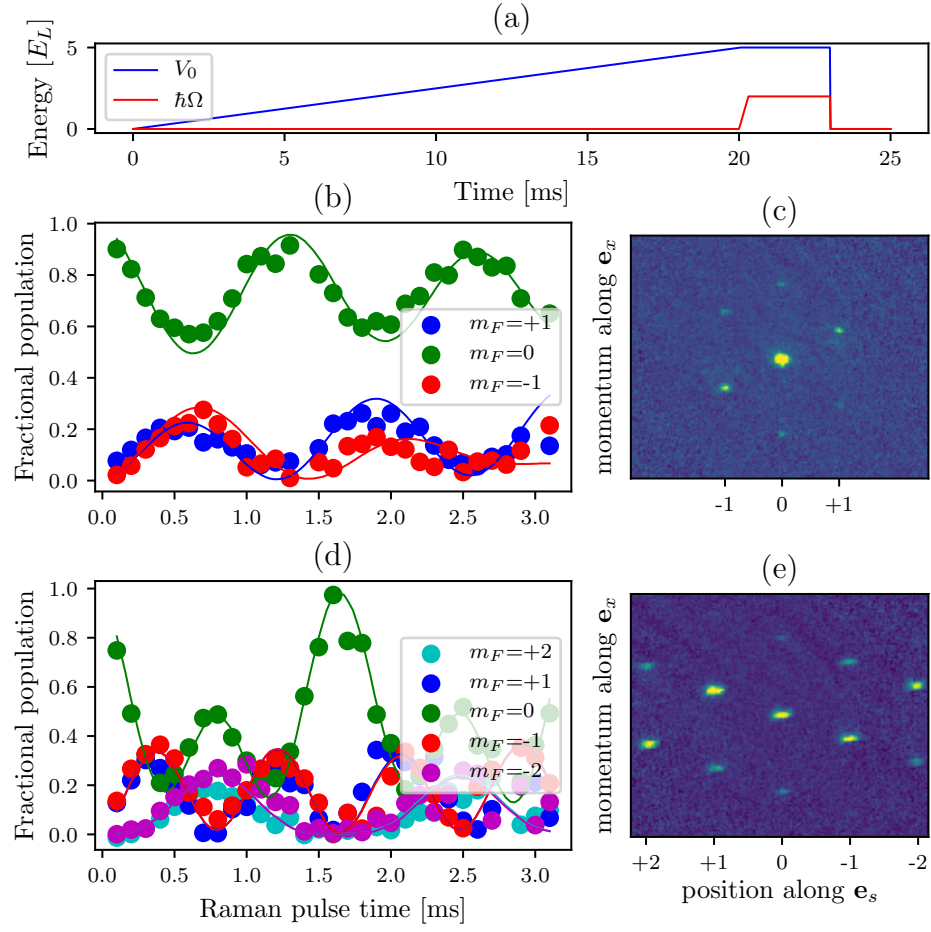 (a)
Energy [E_L]
5
0
V_0
ħΩ
0 5 10 15 20 25
Time [ms]
(b)
Fractional population
1.0
0.8
0.6
0.4
0.2
0.0
m_F=+1
m_F=0
m_F=-1
0.0 0.5 1.0 1.5 2.0 2.5 3.0
(c)
momentum along e_x
-1 0 +1
(d)
Fractional population
1.0
0.8
0.6
0.4
0.2
0.0
m_F=+2
m_F=+1
m_F=0
m_F=-1
m_F=-2
0.0 0.5 1.0 1.5 2.0 2.5 3.0
Raman pulse time [ms]
(e)
momentum along e_x
+2 +1 0 -1 -2
position along e_s